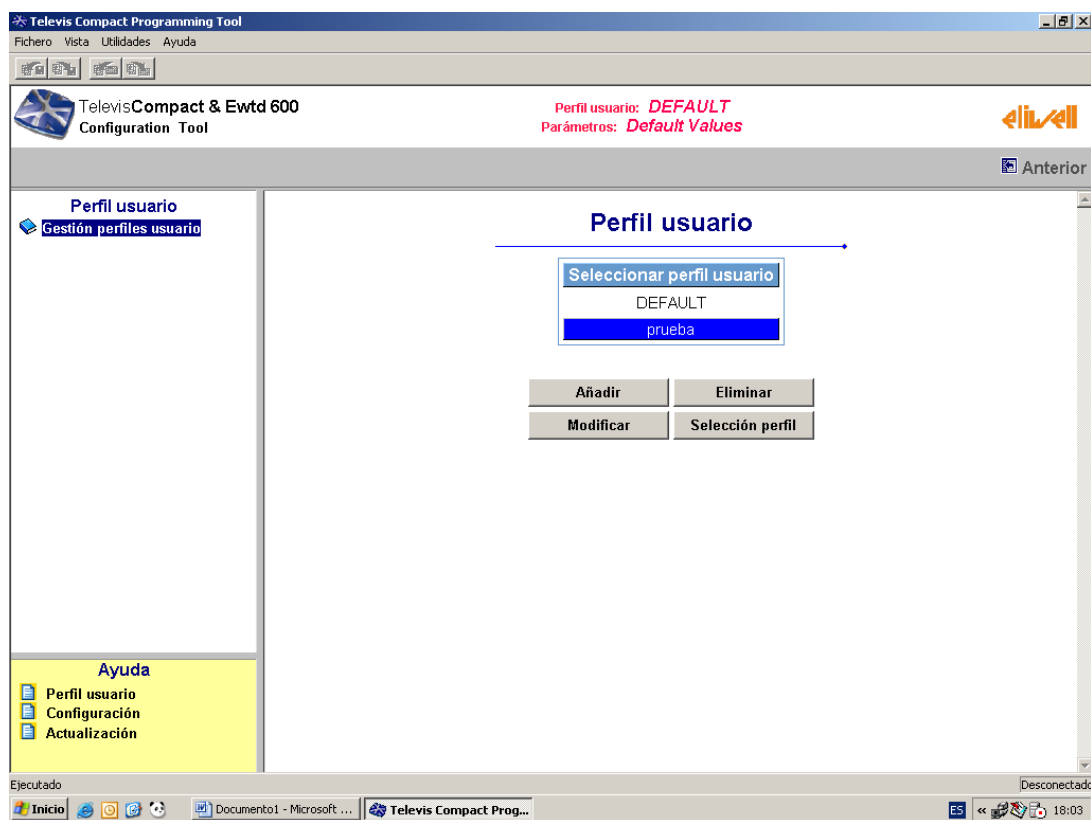 Televis Compact Programming Tool
Fichero Vista Utilidades Ayuda
TelevisCompact & Ewtd 600
Configuration Tool
Perfil usuario: DEFAULT
Parámetros: Default Values
eliwell
Anterior
Perfil usuario
Gestión perfiles usuario
Perfil usuario
Seleccionar perfil usuario
DEFAULT
prueba
Añadir Eliminar
Modificar Selección perfil
Ayuda
Perfil usuario
Configuración
Actualización
Ejecutado Desconectado
Inicio Documento1 - Microsoft ... Televis Compact Prog... ES « 18:03